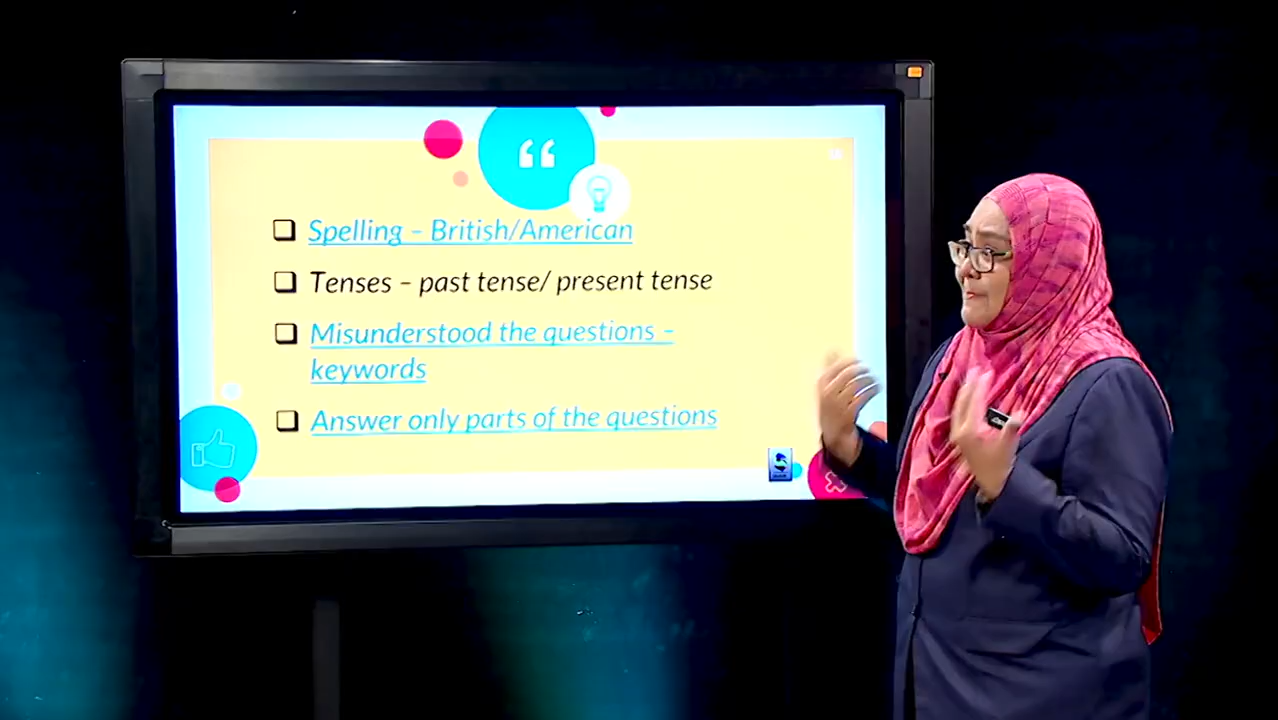 “
Spelling – British/American
Tenses – past tense/ present tense
Misunderstood the questions –
keywords
Answer only parts of the questions